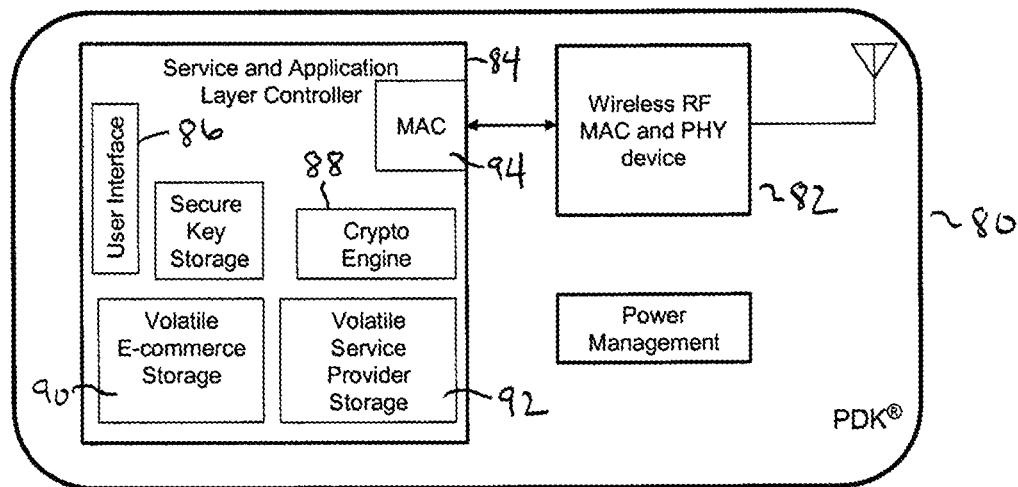 Service and Application
Layer Controller
84
MAC
94
User Interface
86
88
Secure
Key
Storage
Crypto
Engine
Volatile
E-commerce
Storage
90
Volatile
Service
Provider
Storage
92
Wireless RF
MAC and PHY
device
82
80
Power
Management
PDK®